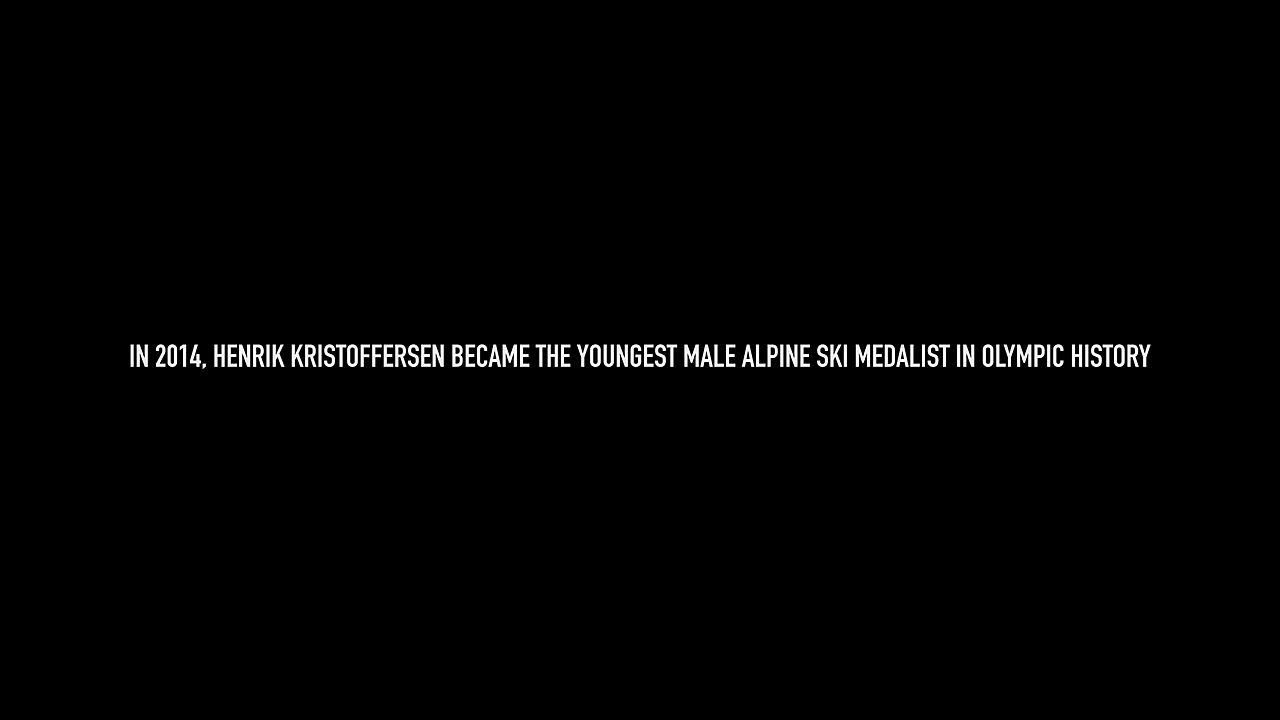 IN 2014, HENRIK KRISTOFFERSEN BECAME THE YOUNGEST MALE ALPINE SKI MEDALIST IN OLYMPIC HISTORY